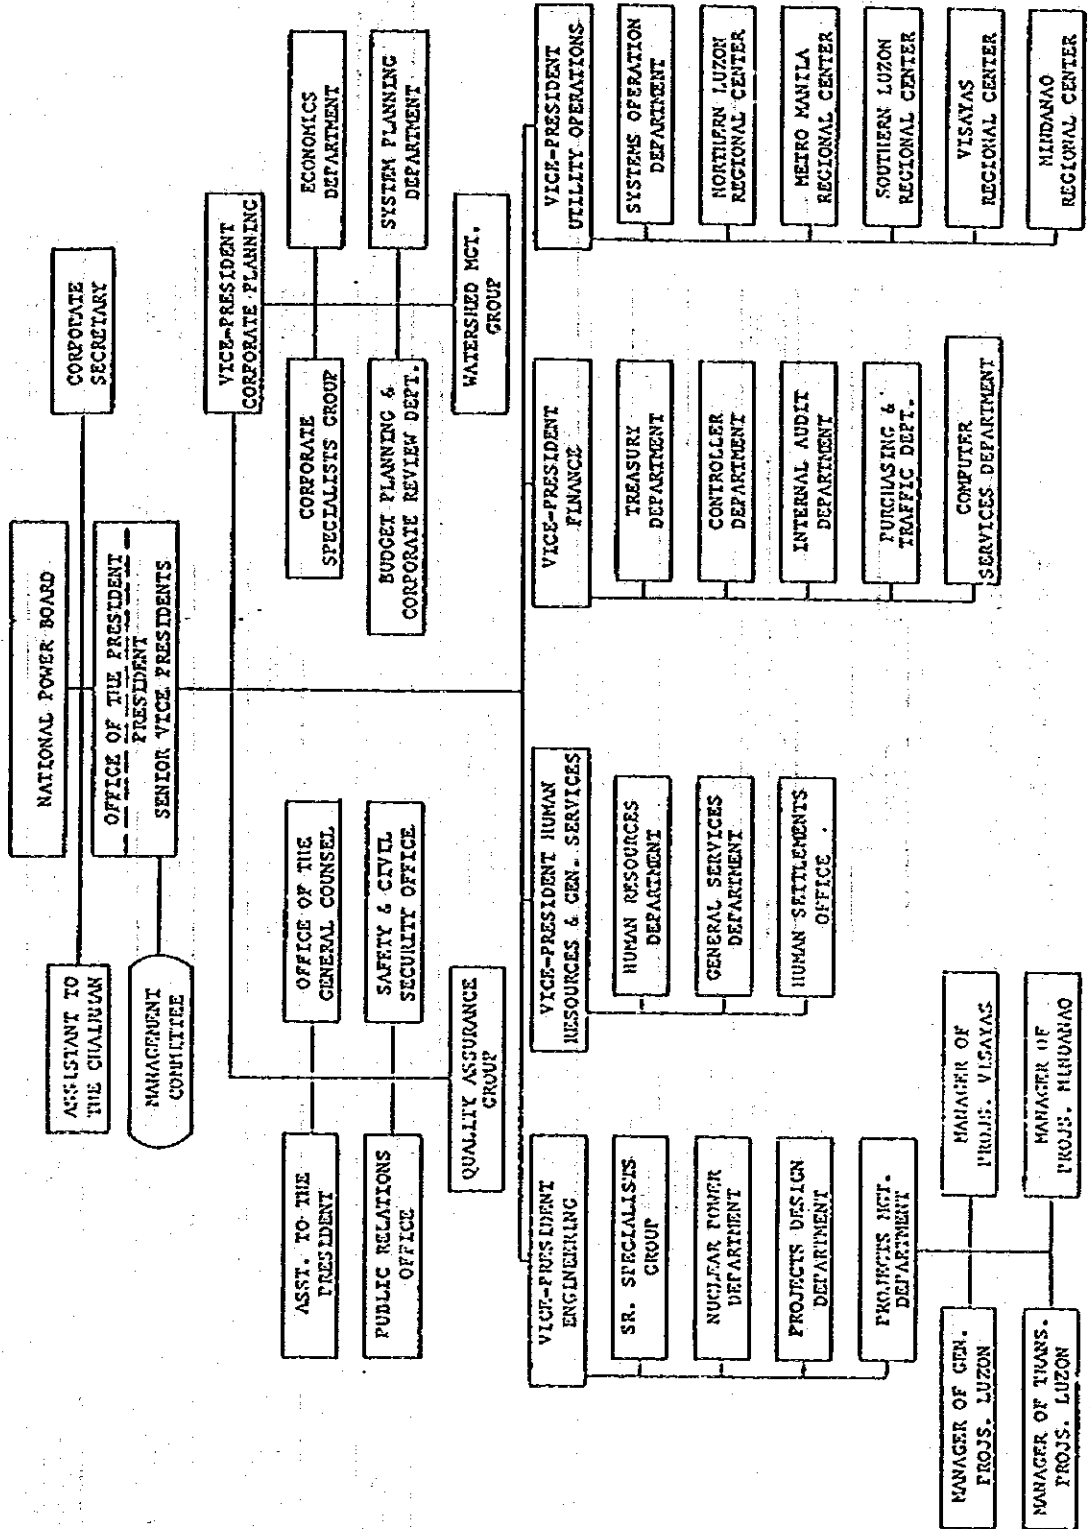 NATIONAL POWER BOARD
ASSISTANT TO
THE CHAIRMAN
CORPORATE
SECRETARY
OFFICE OF THE PRESIDENT
PRESIDENT
SENIOR VICE PRESIDENTS
MANAGEMENT
COMMITTEE
VICE-PRESIDENT
CORPORATE PLANNING
ASST. TO THE
PRESIDENT
OFFICE OF THE
GENERAL COUNSEL
CORPORATE
SPECIALISTS GROUP
ECONOMICS
DEPARTMENT
PUBLIC RELATIONS
OFFICE
SAFETY & CIVIL
SECURITY OFFICE
BUDGET PLANNING &
CORPORATE REVIEW DEPT.
SYSTEM PLANNING
DEPARTMENT
QUALITY ASSURANCE
GROUP
WATERSHED MGT.
GROUP
VICE-PRESIDENT
ENGINEERING
SR. SPECIALISTS
GROUP
NUCLEAR POWER
DEPARTMENT
PROJECTS DESIGN
DEPARTMENT
PROJECTS MGT.
DEPARTMENT
MANAGER OF GEN.
PROJS. LUZON
MANAGER OF
PROJS. VISAYAS
MANAGER OF TRANS.
PROJS. LUZON
MANAGER OF
PROJS. MINDANAO
VICE-PRESIDENT HUMAN
RESOURCES & GEN. SERVICES
HUMAN RESOURCES
DEPARTMENT
GENERAL SERVICES
DEPARTMENT
HUMAN SETTLEMENTS
OFFICE
VICE-PRESIDENT
FINANCE
TREASURY
DEPARTMENT
CONTROLLER
DEPARTMENT
INTERNAL AUDIT
DEPARTMENT
PURCHASING &
TRAFFIC DEPT.
COMPUTER
SERVICES DEPARTMENT
VICE-PRESIDENT
UTILITY OPERATIONS
SYSTEMS OPERATION
DEPARTMENT
NORTHERN LUZON
REGIONAL CENTER
METRO MANILA
REGIONAL CENTER
SOUTHERN LUZON
REGIONAL CENTER
VISAYAS
REGIONAL CENTER
MINDANAO
REGIONAL CENTER